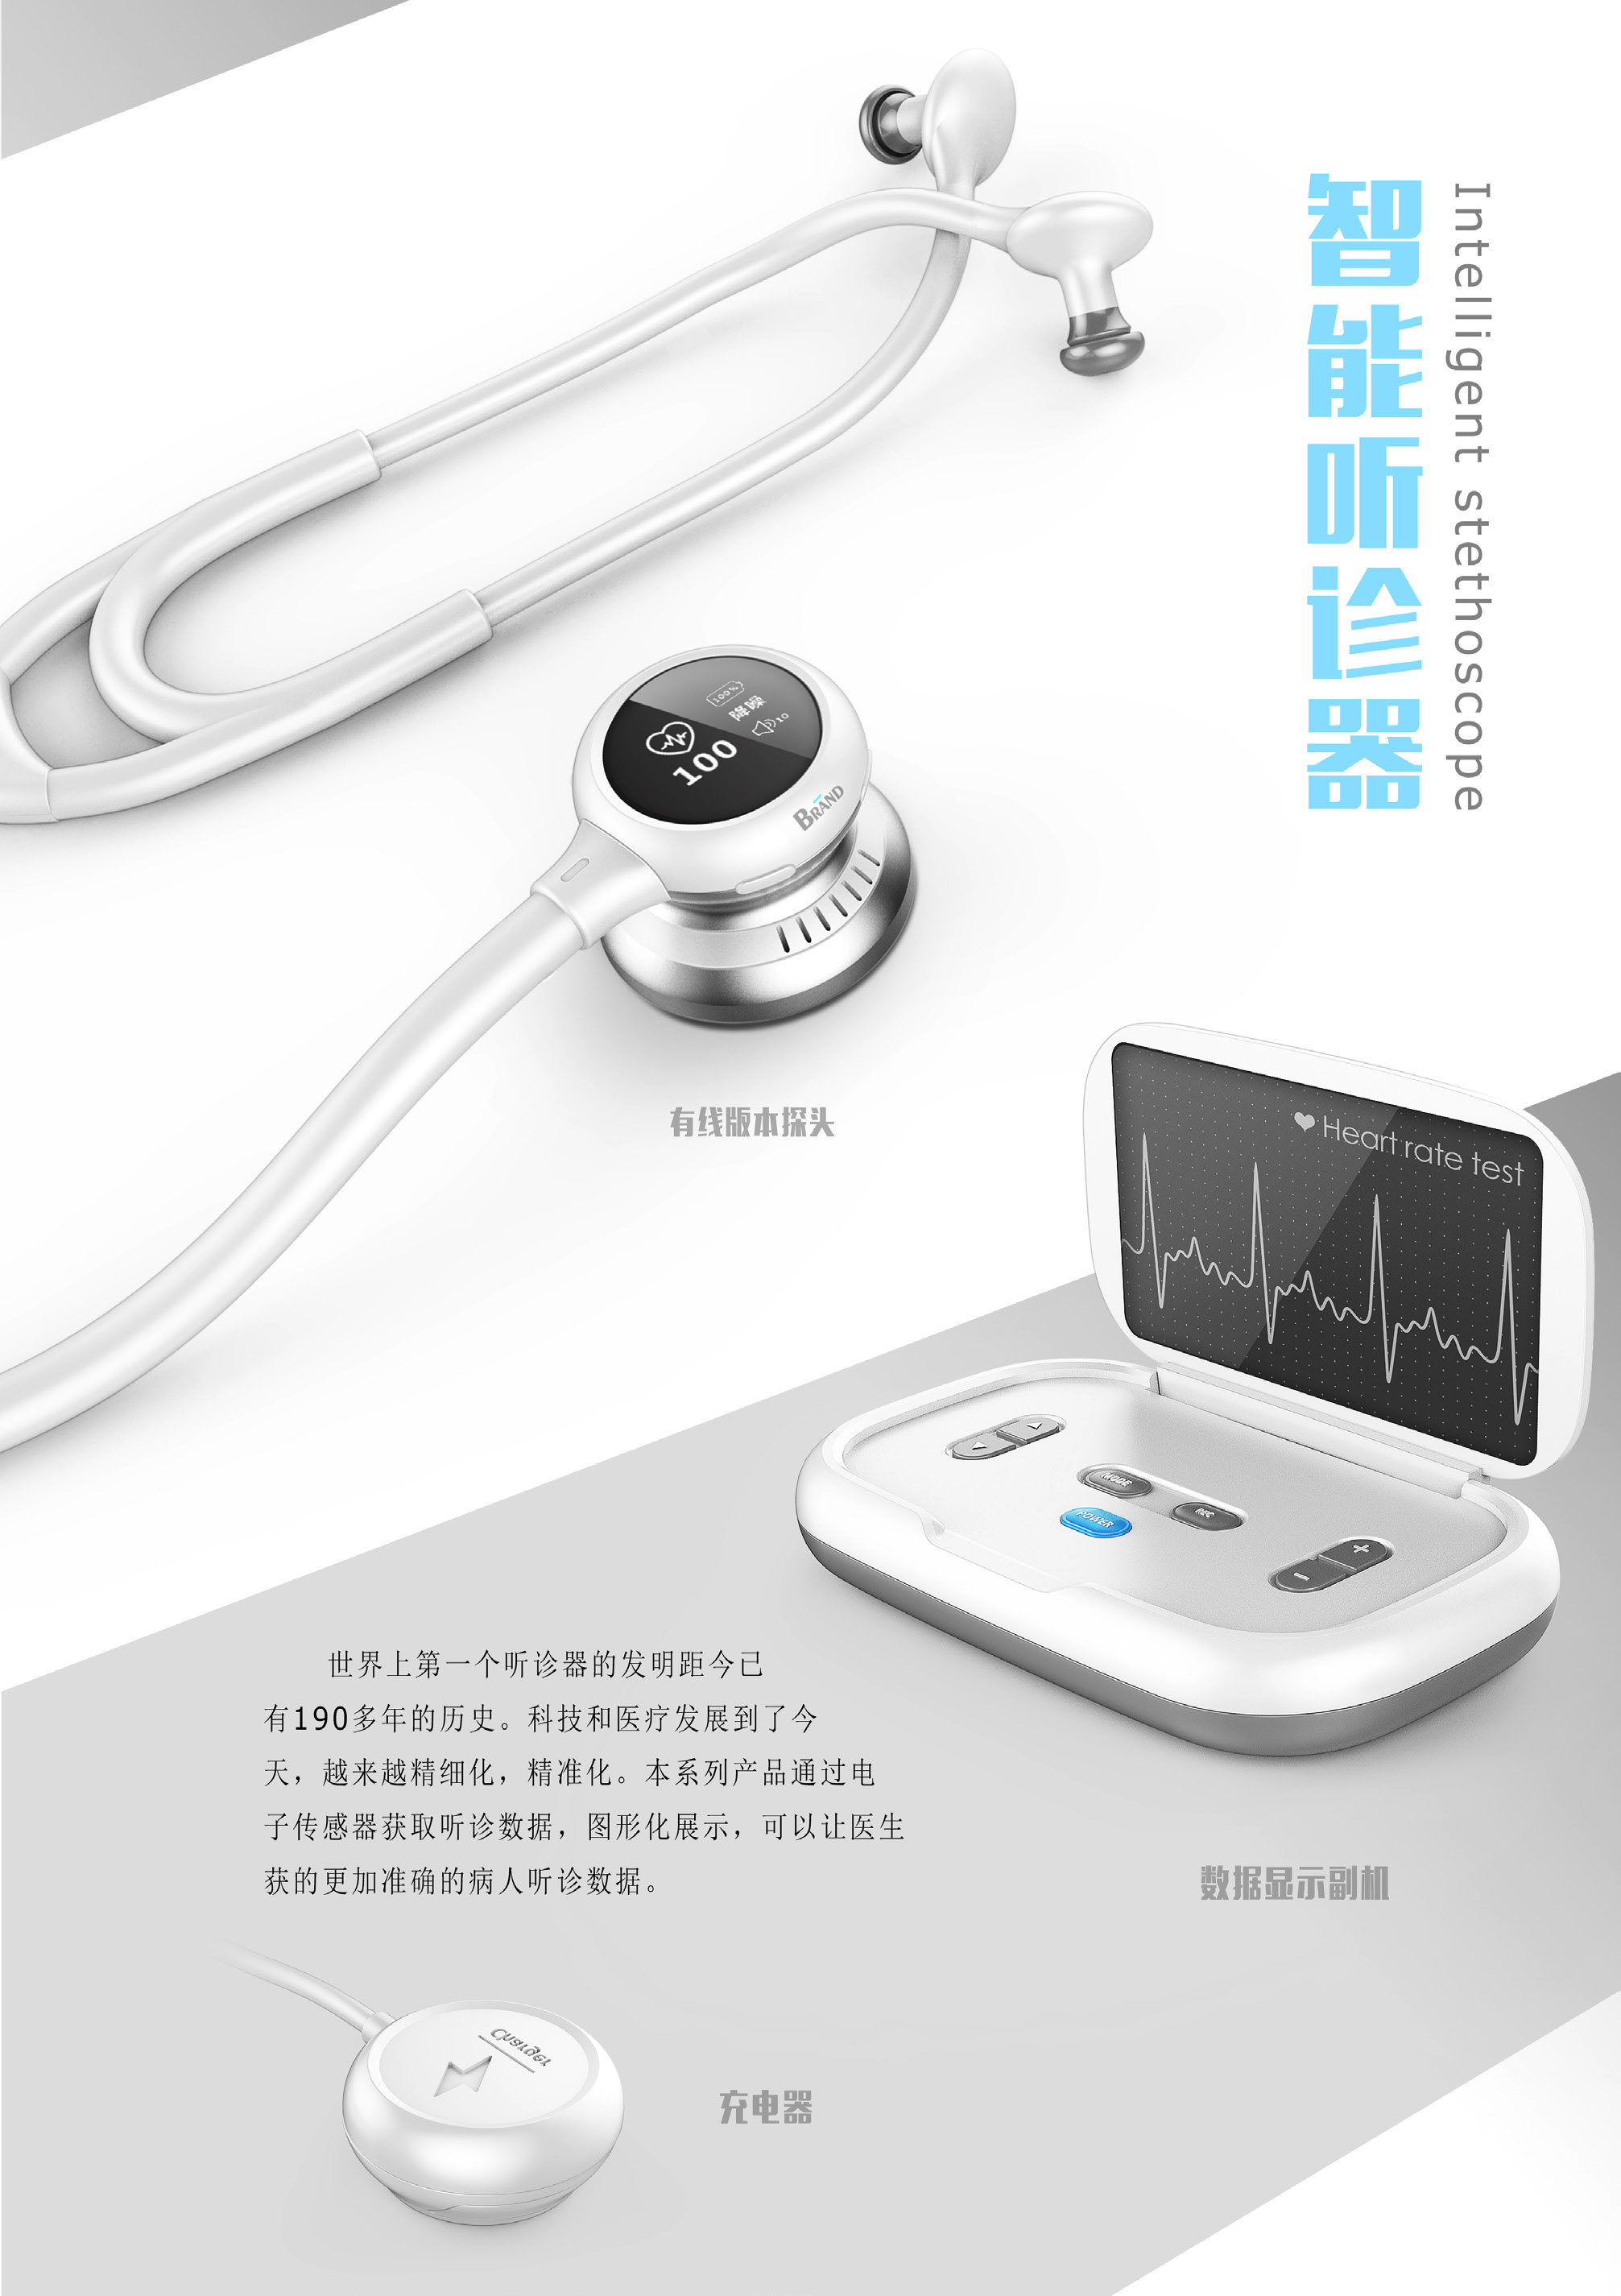 智能听诊器
Intelligent stethoscope
100%
降噪
10
100
BRAND
有线版本探头
Heart rate test
MODE
REC
POWER
世界上第一个听诊器的发明距今已
有190多年的历史。科技和医疗发展到了今
天，越来越精细化，精准化。本系列产品通过电
子传感器获取听诊数据，图形化展示，可以让医生
获的更加准确的病人听诊数据。
数据显示副机
充电器